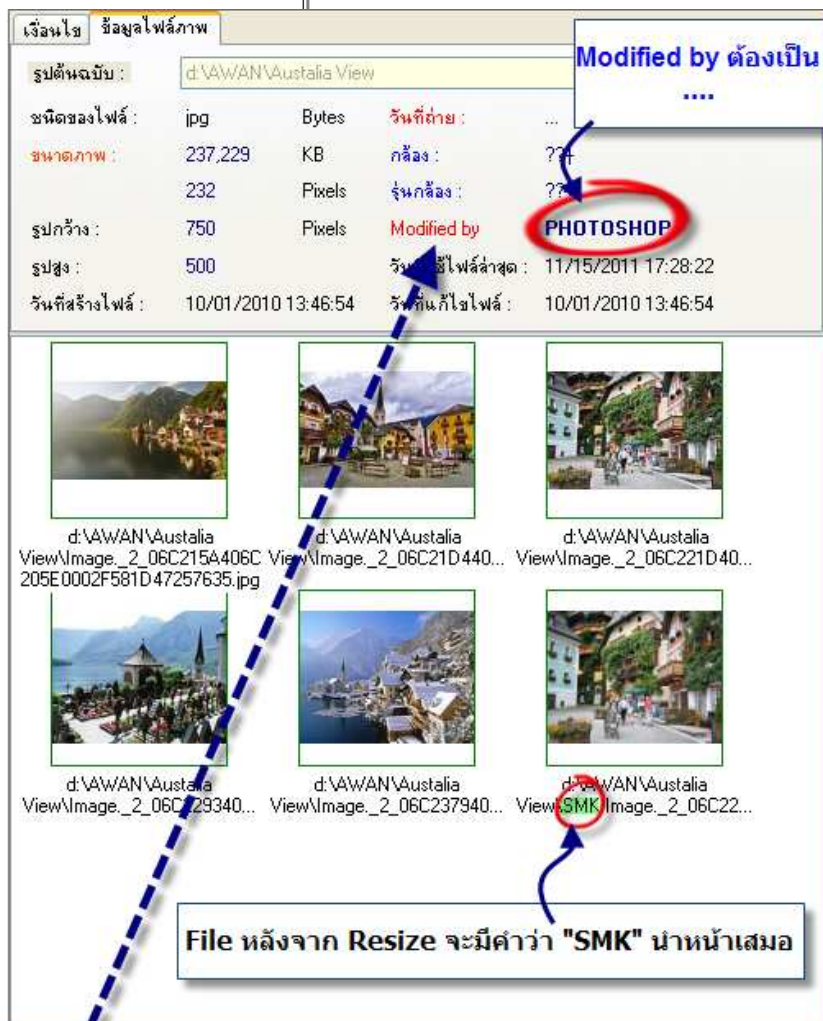 เงื่อนไข ข้อมูลไฟล์ภาพ
Modified by ต้องเป็น
....
รูปต้นฉบับ : d:\AWAN\Austalia View
ชนิดของไฟล์ : jpg Bytes วันที่ถ่าย : ...
ขนาดภาพ : 237,229 KB กล้อง :
232 Pixels รุ่นกล้อง :
รูปกว้าง : 750 Pixels Modified by PHOTOSHOP
รูปสูง : 500 11/15/2011 17:28:22
วันที่สร้างไฟล์ : 10/01/2010 13:46:54 วันที่แก้ไขไฟล์ : 10/01/2010 13:46:54
d:\AWAN\Austalia d:\AWAN\Austalia d:\AWAN\Austalia
View\Image._2_06C215A406C View\Image._2_06C21D440... View\Image._2_06C221D40...
205E0002F581D47257635.jpg
d:\AWAN\Austalia d:\AWAN\Austalia d:\AWAN\Austalia
View\Image._2_06C229340... View\Image._2_06C237940... View\SMK Image._2_06C22...
File หลังจาก Resize จะมีคำว่า "SMK" นำหน้าเสมอ